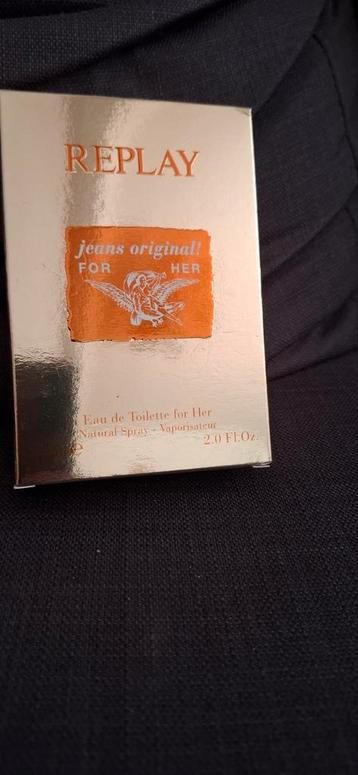 REPLAY
jeans original!
FOR HER
Eau de Toilette for Her
Natural Spray - Vaporisateur
℮ 2.0 Fl.Oz.